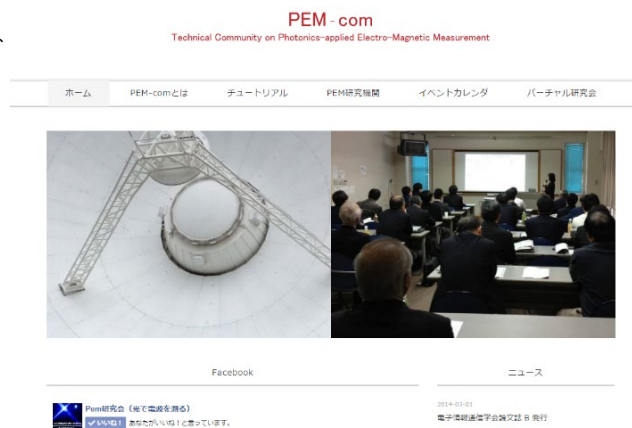 PEM-com
Technical Community on Photonics-applied Electro-Magnetic Measurement
ホーム PEM-comとは チュートリアル PEM研究機関 イベントカレンダ バーチャル研究会
Facebook
ニュース
Pem研究会（光で電波を測る）
いいね！ あなたがいいね！と言っています。
2014-03-01
電子情報通信学会論文誌 B 発行